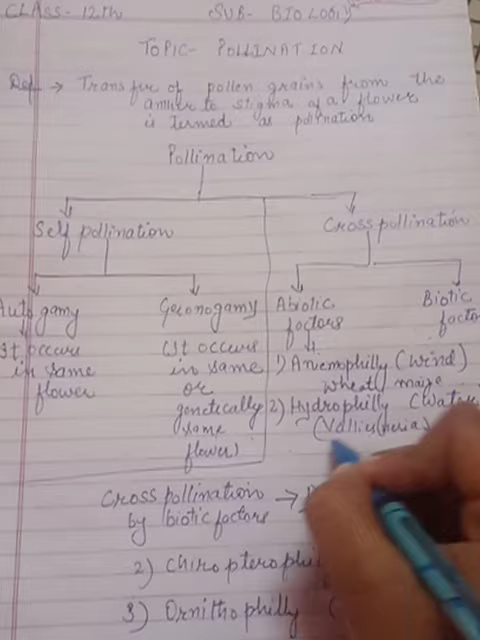 CLASS- 12th SUB- BIOLOGY
TOPIC- POLLINATION
Def → Transfer of pollen grains from the
anther to stigma of a flower
is termed as pollination
Pollination
Self pollination
Cross pollination
Autogamy
It occurs
in same
flower
Geconogamy
(It occurs
in same
or
genetically
same
flower)
Abiotic
factors
1) Anemophilly (Wind)
wheat, maize
2) Hydrophilly (Water
(Vallisneria)
Biotic
factor
Cross pollination →
by biotic factors
2) Chiropterophi
3) Ornithophilly (